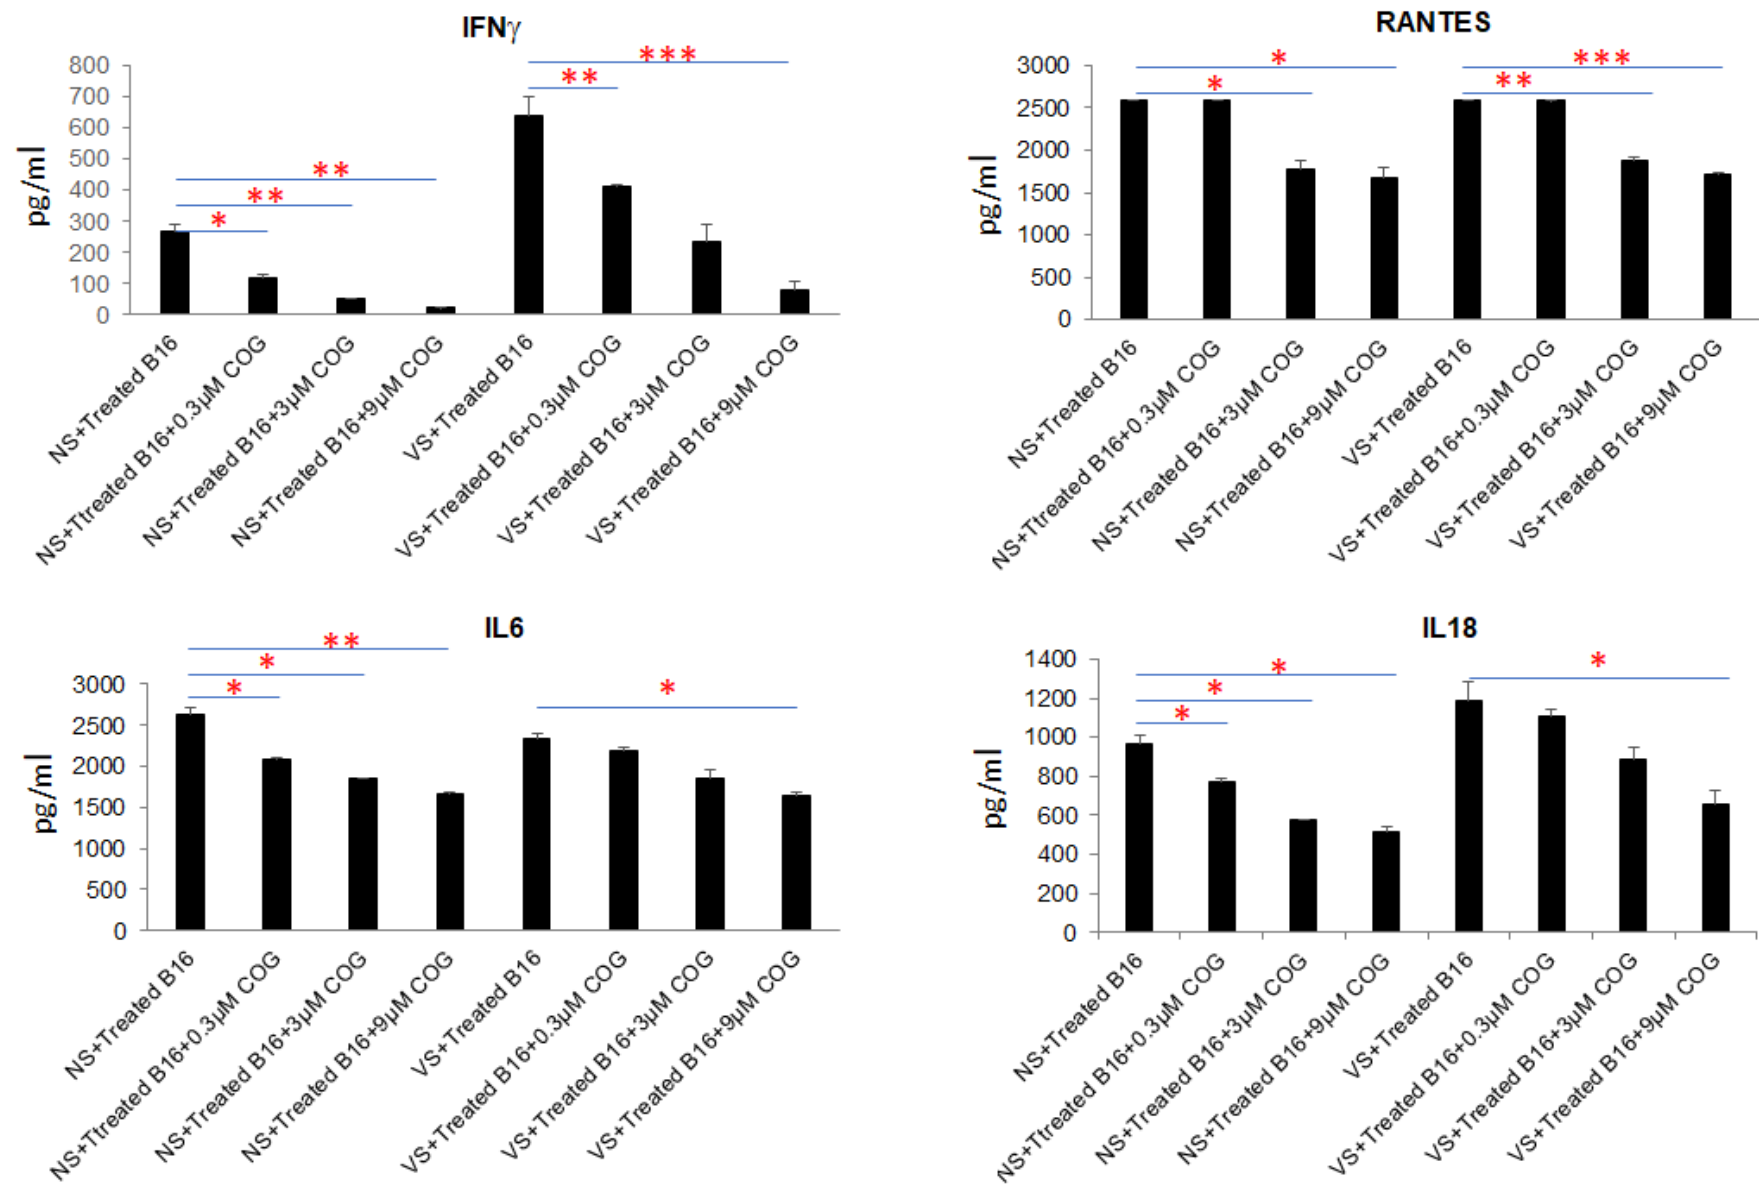 IFNγ
***
**
**
**
*
800
700
600
500
400
300
200
100
0
pg/ml
NS+Treated B16
NS+Ttreated B16+0.3µM COG
NS+Treated B16+3µM COG
NS+Treated B16+9µM COG
VS+Treated B16
VS+Treated B16+0.3µM COG
VS+Treated B16+3µM COG
VS+Treated B16+9µM COG
RANTES
*
*
***
**
3000
2500
2000
1500
1000
500
0
pg/ml
NS+Treated B16
NS+Ttreated B16+0.3µM COG
NS+Treated B16+3µM COG
NS+Treated B16+9µM COG
VS+Treated B16
VS+Treated B16+0.3µM COG
VS+Treated B16+3µM COG
VS+Treated B16+9µM COG
IL6
**
*
*
*
3000
2500
2000
1500
1000
500
0
pg/ml
NS+Treated B16
NS+Ttreated B16+0.3µM COG
NS+Treated B16+3µM COG
NS+Treated B16+9µM COG
VS+Treated B16
VS+Treated B16+0.3µM COG
VS+Treated B16+3µM COG
VS+Treated B16+9µM COG
IL18
*
*
*
*
1400
1200
1000
800
600
400
200
0
pg/ml
NS+Treated B16
NS+Ttreated B16+0.3µM COG
NS+Treated B16+3µM COG
NS+Treated B16+9µM COG
VS+Treated B16
VS+Treated B16+0.3µM COG
VS+Treated B16+3µM COG
VS+Treated B16+9µM COG